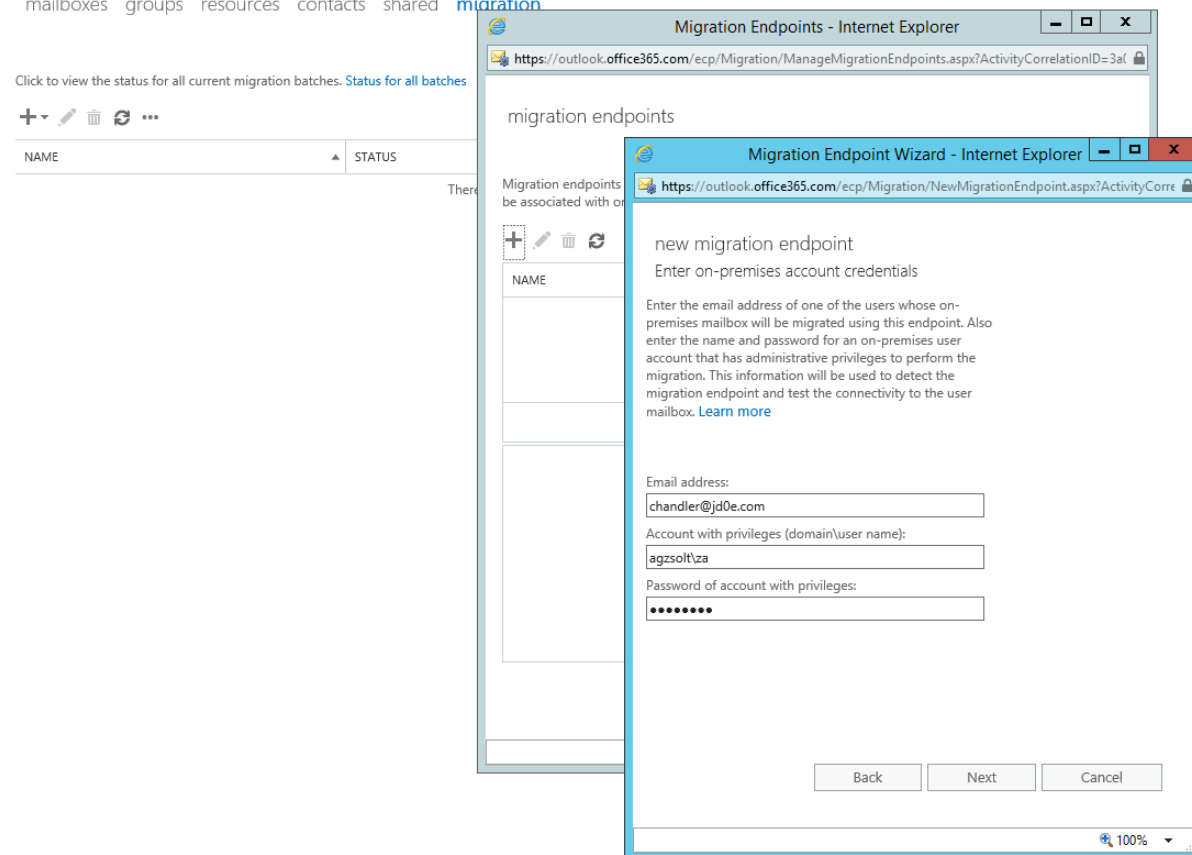 mailboxes groups resources contacts shared migration
Click to view the status for all current migration batches. Status for all batches
NAME STATUS
There
Migration Endpoints - Internet Explorer
https://outlook.office365.com/ecp/Migration/ManageMigrationEndpoints.aspx?ActivityCorrelationID=3a
migration endpoints
Migration endpoints
be associated with
NAME
Migration Endpoint Wizard - Internet Explorer
https://outlook.office365.com/ecp/Migration/NewMigrationEndpoint.aspx?ActivityCorre
new migration endpoint
Enter on-premises account credentials
Enter the email address of one of the users whose on-
premises mailbox will be migrated using this endpoint. Also
enter the name and password for an on-premises user
account that has administrative privileges to perform the
migration. This information will be used to detect the
migration endpoint and test the connectivity to the user
mailbox. Learn more
Email address:
chandler@jd0e.com
Account with privileges (domain\user name):
agzsolt\za
Password of account with privileges:
••••••••
Back Next Cancel
100%